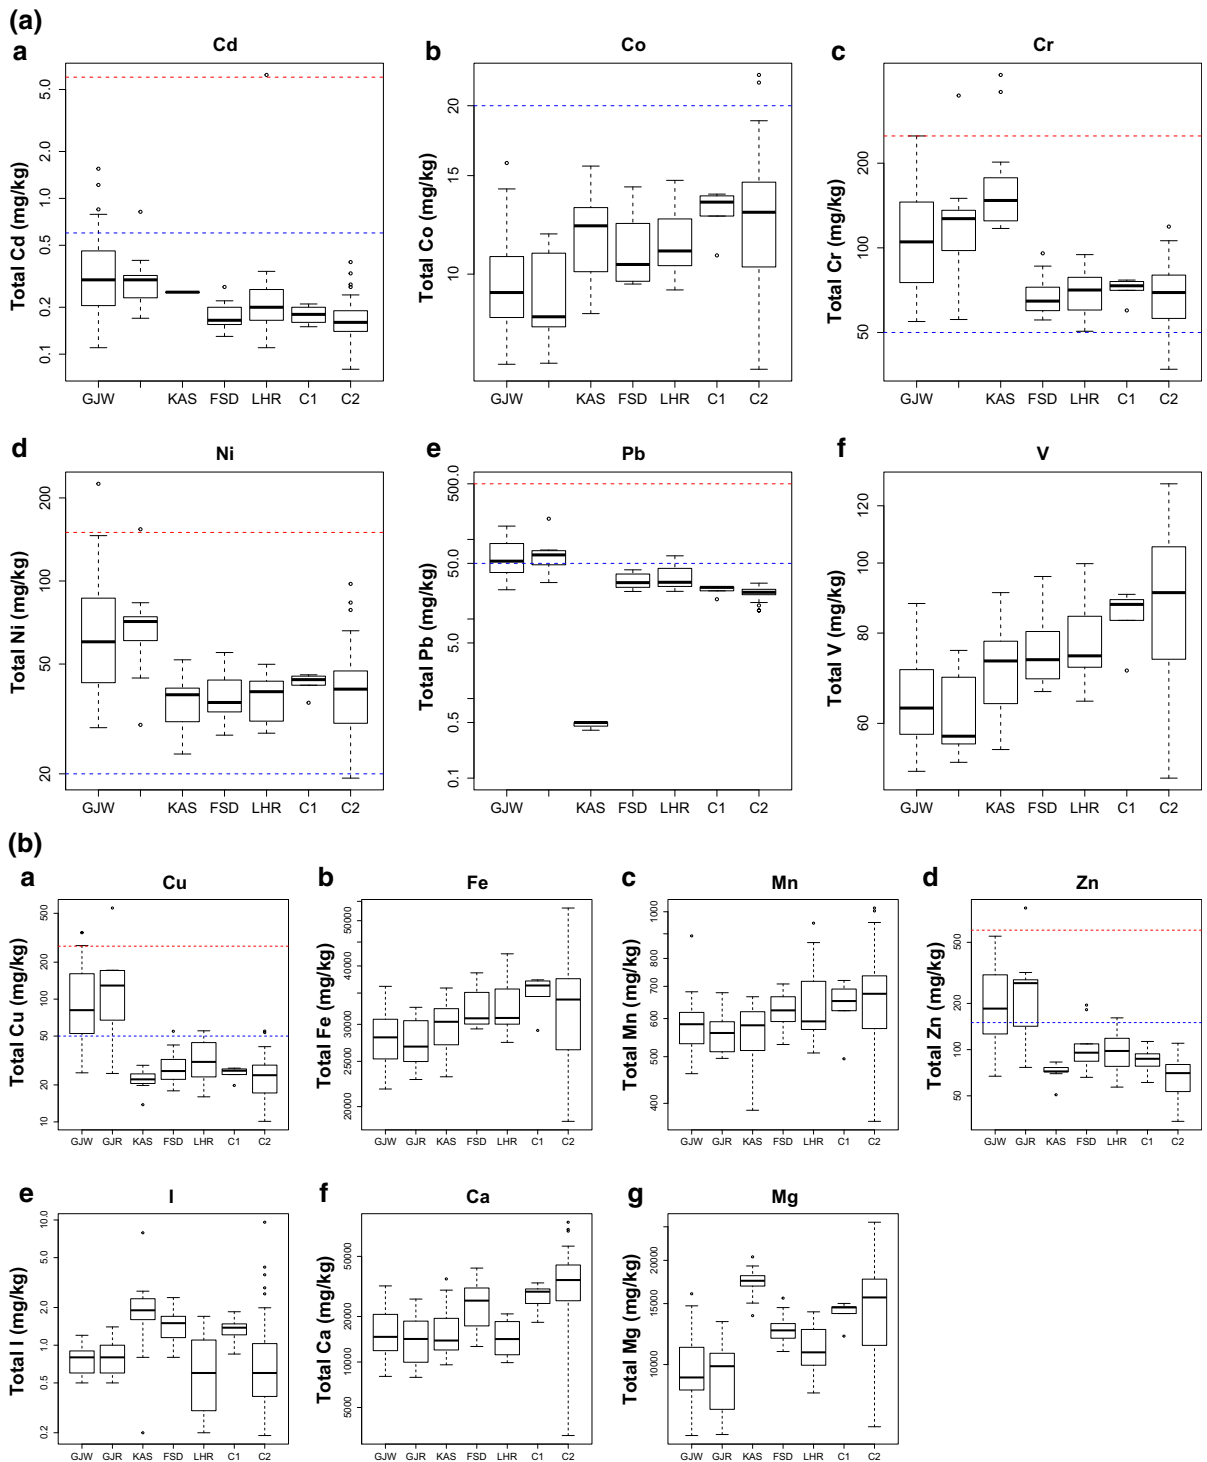 (a)
a
Cd
Total Cd (mg/kg)
5.0
2.0
1.0
0.5
0.2
0.1
GJW KAS FSD LHR C1 C2
b
Co
Total Co (mg/kg)
20
15
10
GJW KAS FSD LHR C1 C2
c
Cr
Total Cr (mg/kg)
200
100
50
GJW KAS FSD LHR C1 C2
d
Ni
Total Ni (mg/kg)
200
100
50
20
GJW KAS FSD LHR C1 C2
e
Pb
Total Pb (mg/kg)
500.0
50.0
5.0
0.5
0.1
GJW KAS FSD LHR C1 C2
f
V
Total V (mg/kg)
120
100
80
60
GJW KAS FSD LHR C1 C2
(b)
a
Cu
Total Cu (mg/kg)
500
200
100
50
20
10
GJW GJR KAS FSD LHR C1 C2
b
Fe
Total Fe (mg/kg)
50000
40000
30000
25000
20000
GJW GJR KAS FSD LHR C1 C2
c
Mn
Total Mn (mg/kg)
1000
800
700
600
500
400
GJW GJR KAS FSD LHR C1 C2
d
Zn
Total Zn (mg/kg)
500
200
100
50
GJW GJR KAS FSD LHR C1 C2
e
I
Total I (mg/kg)
10.0
5.0
2.0
1.0
0.5
0.2
GJW GJR KAS FSD LHR C1 C2
f
Ca
Total Ca (mg/kg)
50000
20000
10000
5000
GJW GJR KAS FSD LHR C1 C2
g
Mg
Total Mg (mg/kg)
20000
15000
10000
GJW GJR KAS FSD LHR C1 C2